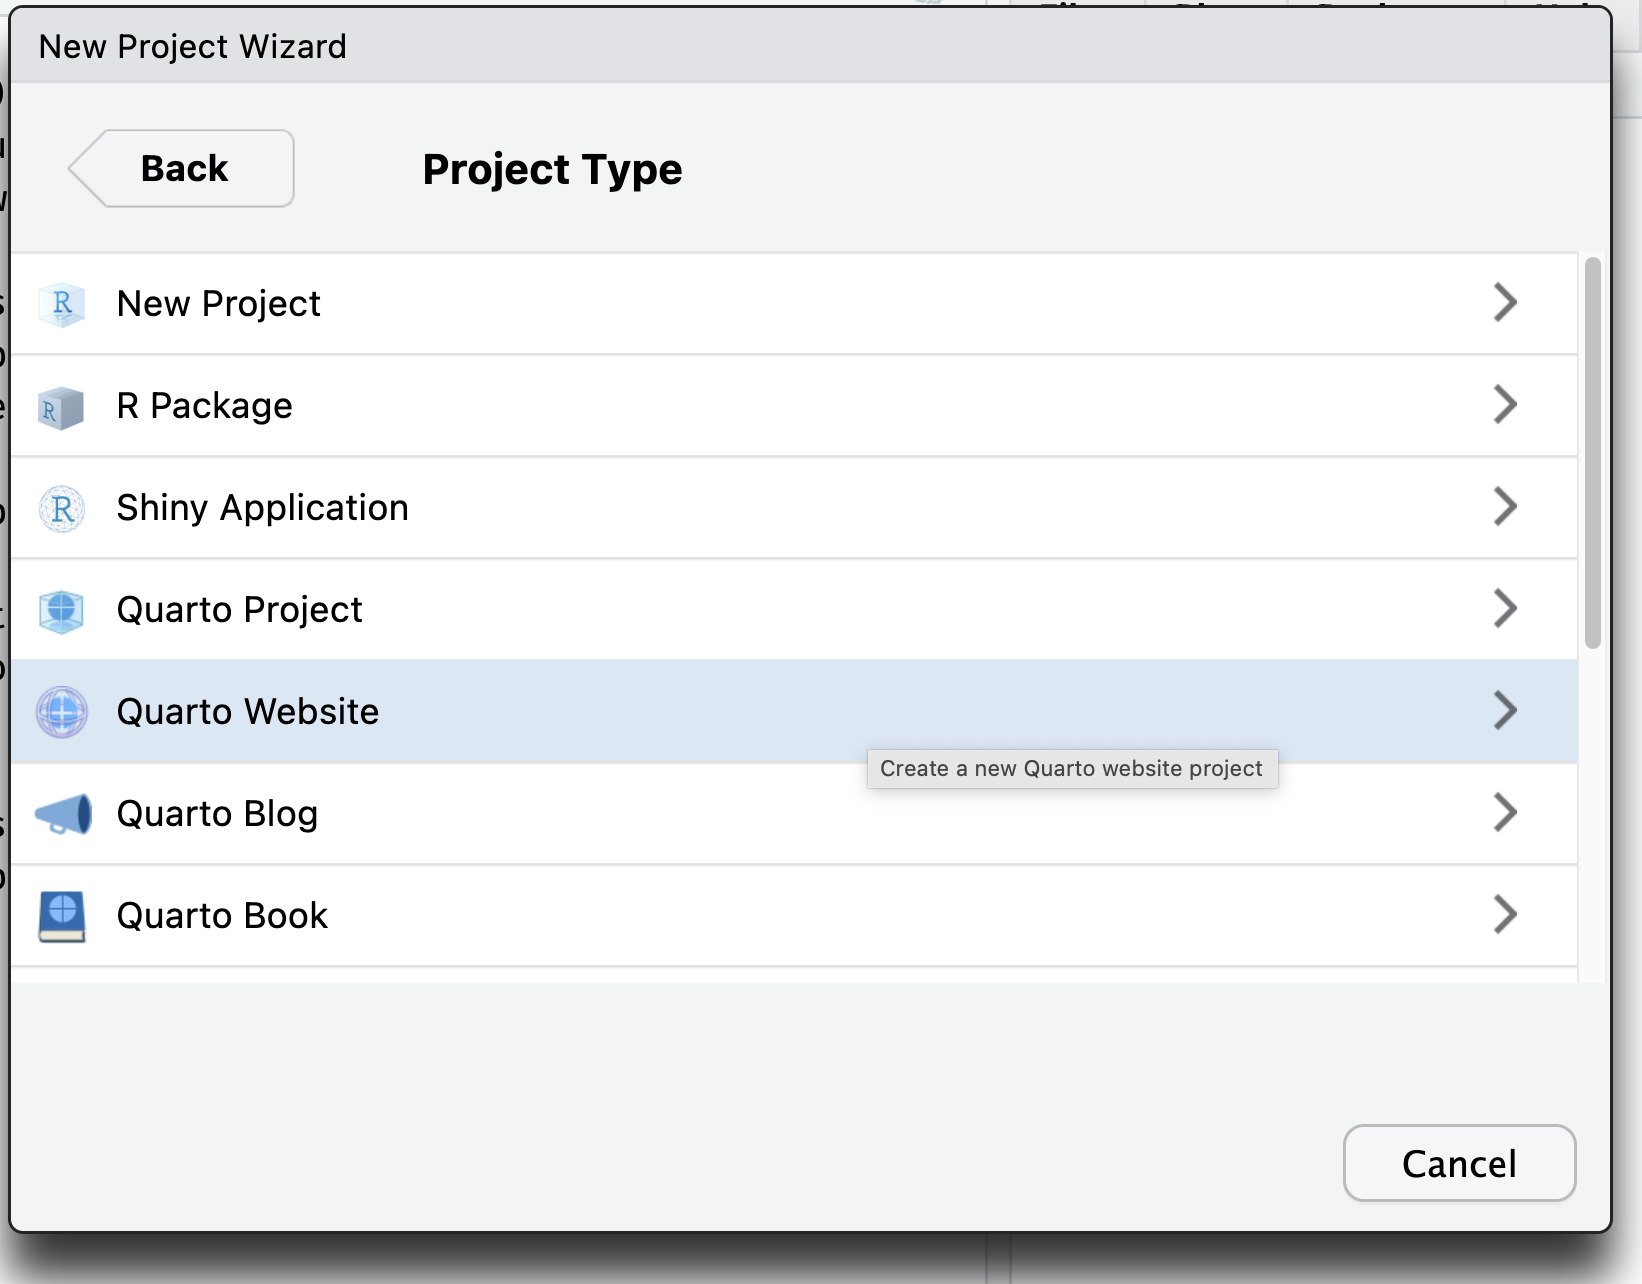 New Project Wizard
Back
Project Type
R New Project
R R Package
R Shiny Application
Quarto Project
Quarto Website
Create a new Quarto website project
Quarto Blog
Quarto Book
Cancel